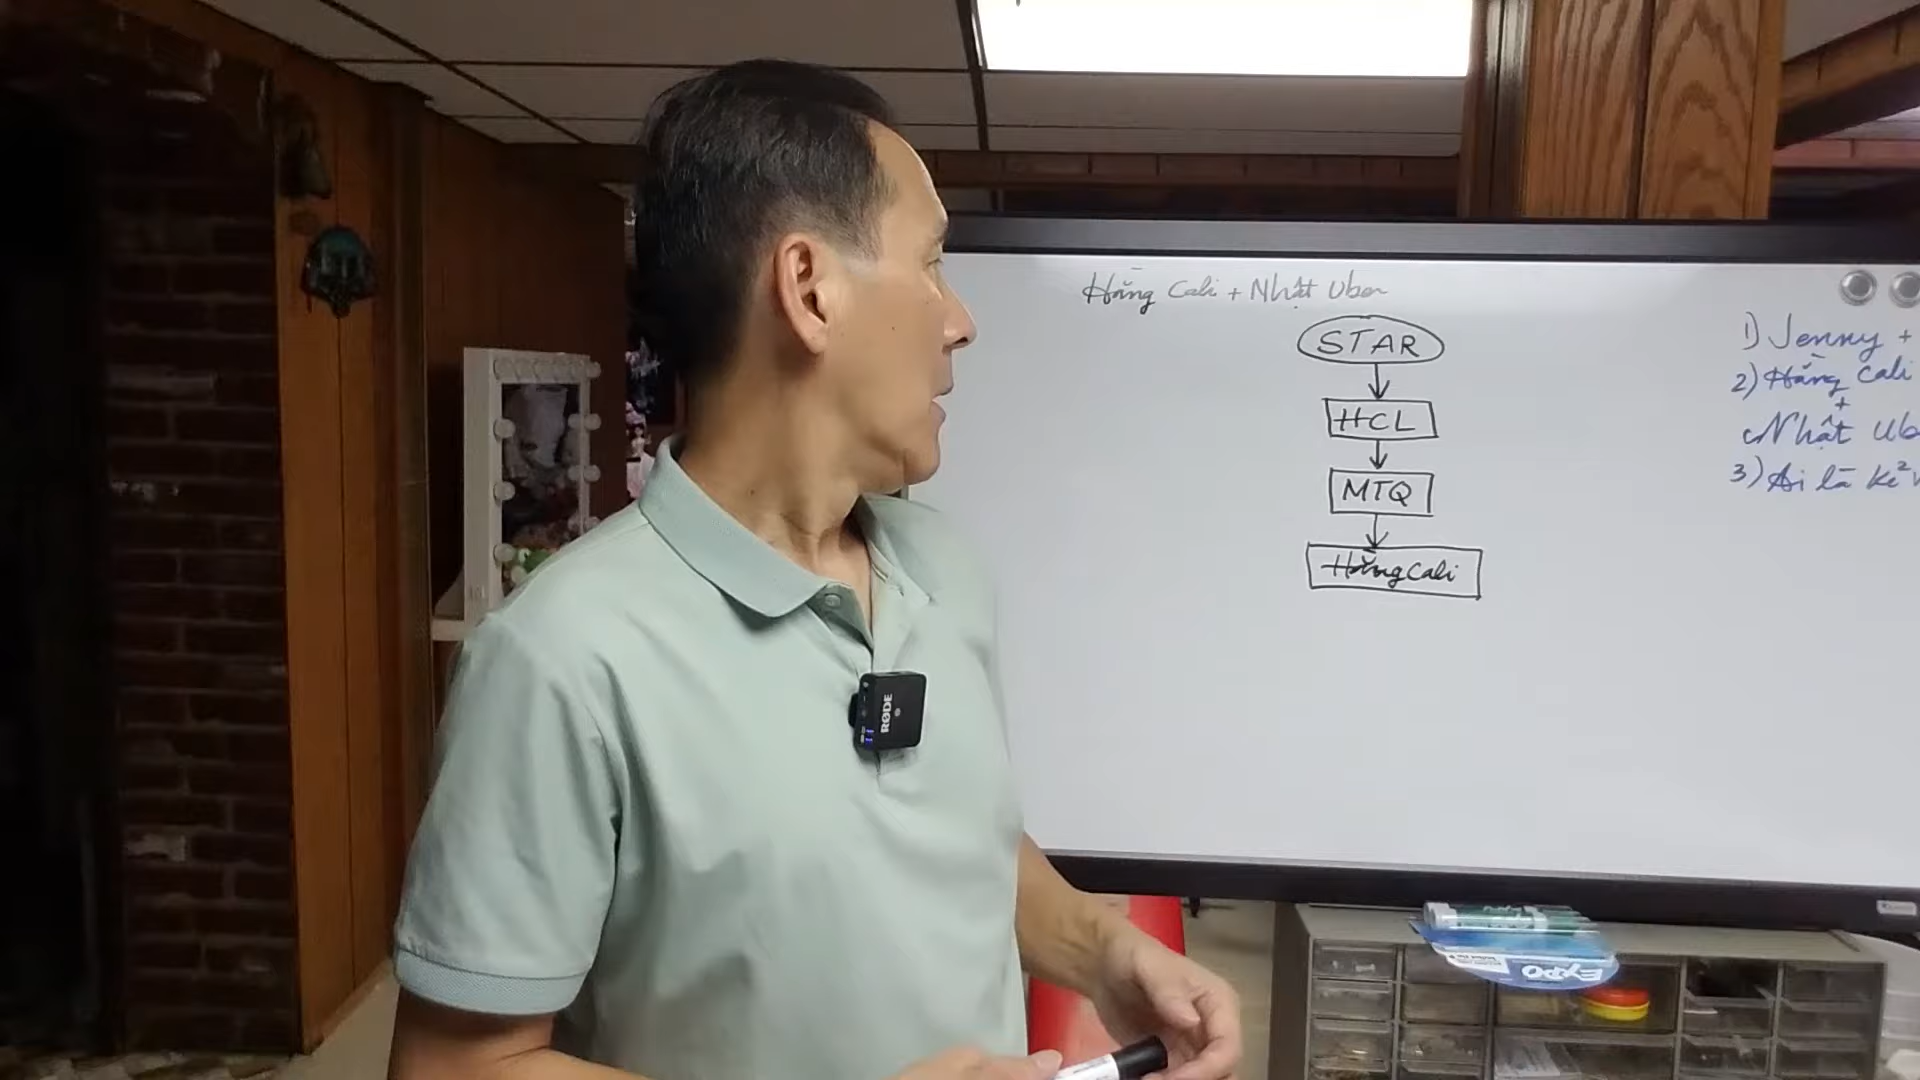 Hằng Cali + Nhật Uber
STAR
HCL
MTQ
Hằng Cali
1) Jenny +
2) Hằng Cali
+
Nhật Ub
3) Ai là kẻ
RØDE
EXPO